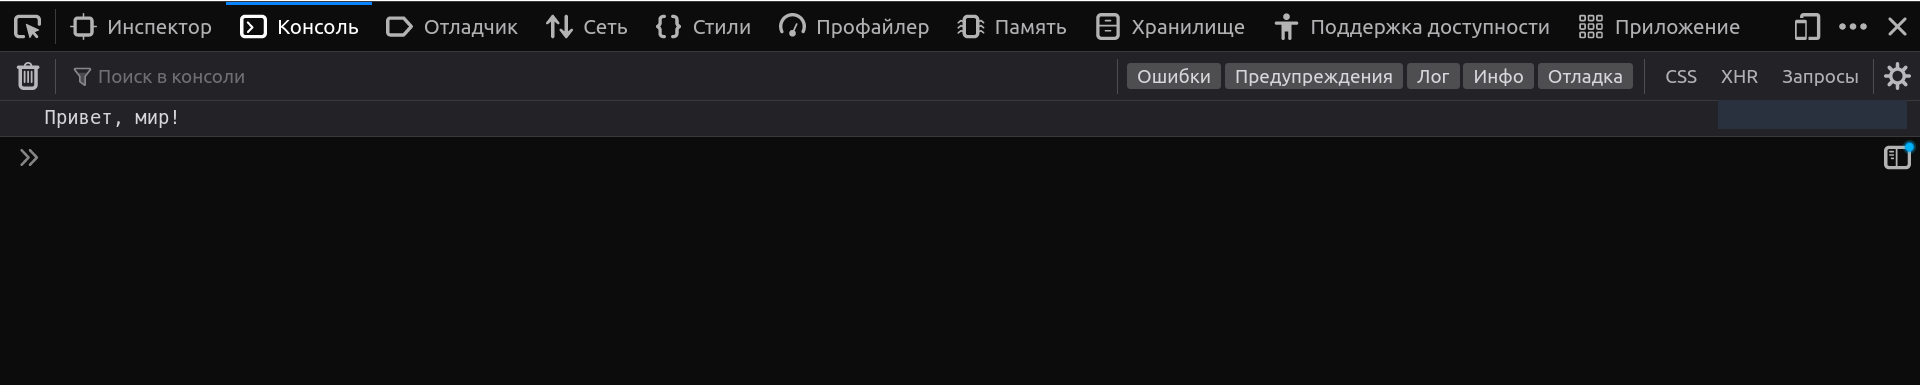 Инспектор Консоль Отладчик Сеть Стили Профайлер Память Хранилище Поддержка доступности Приложение
Поиск в консоли Ошибки Предупреждения Лог Инфо Отладка CSS XHR Запросы
Привет, мир!